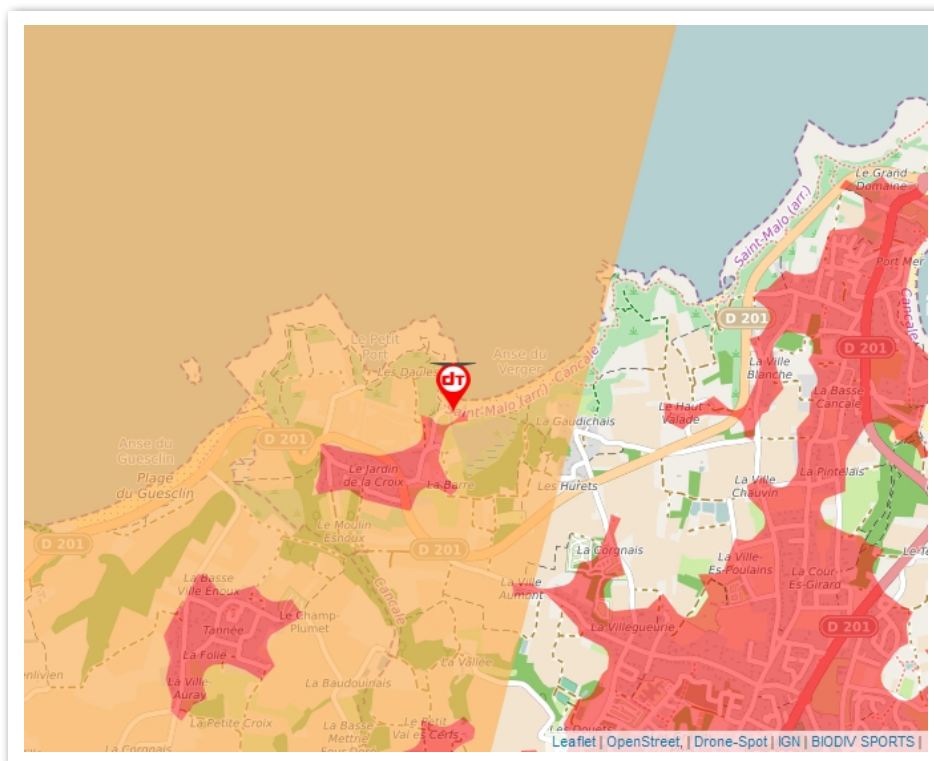 Le Grand
Domaine
Saint-Malo (arr.)
Port Mer
Cancale
D 201
D 201
Le Petit
Port
Anse du
Verger
La Ville
Blanche
Les Daules
dT
La Basse
Cancale
Saint-Malo (arr.)
Cancale
Le Haut
Valade
La Gaudichais
Anse du
Guesclin
D 201
Plage
du Guesclin
Le Jardin
de la Croix
La Barre
Les Hurets
La Ville
Chauvin
La Pintelais
Le Moulin
Esnoux
D 201
D 201
La Corgnais
La Ville-
Es-Poulains
La Cour-
Es-Girard
La Basse
Ville Enoux
La Ville
Aumont
Cancale
Le Champ-
Plumet
Tannée
La Villegueurie
D 201
La Folie
La Vallée
La Ville-
Auray
La Baudouinais
La Petite Croix
La Basse
Mettrie
Le Petit
Val es Cerfs
Les Douets
La Corgnais
Leaflet | OpenStreet, | Drone-Spot | IGN | BIODIV SPORTS |